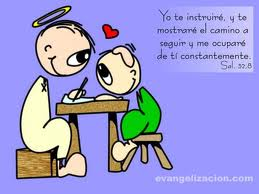 Yo te instruiré, y te
mostraré el camino a
seguir y me ocuparé
de tí constantemente.
Sal. 32,8
evangelizacion.com